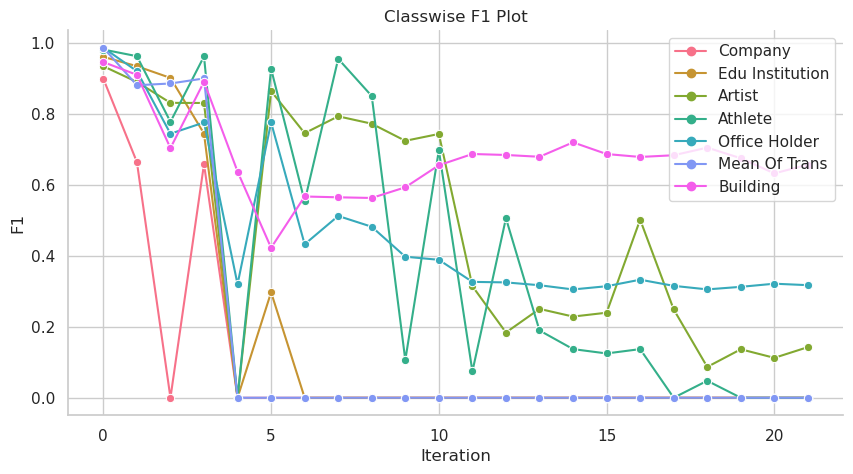 Classwise F1 Plot
1.0
0.8
0.6
0.4
0.2
0.0
F1
0
5
10
15
20
Iteration
Company
Edu Institution
Artist
Athlete
Office Holder
Mean Of Trans
Building